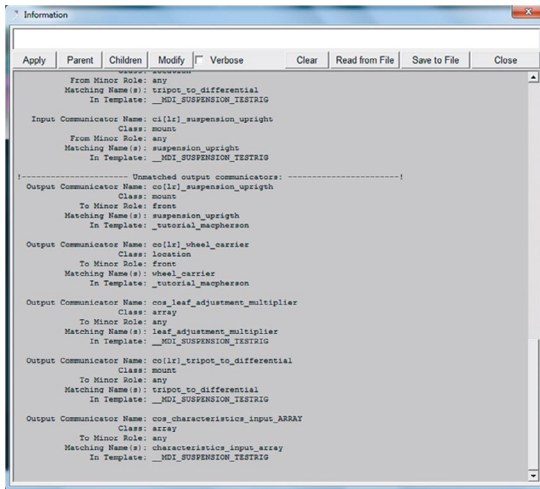 Information
Apply Parent Children Modify Verbose Clear Read from File Save to File Close
From Minor Role: any
Matching Name(s): tripot_to_differential
In Template: __MDI_SUSPENSION_TESTRIG
Input Communicator Name: ci[lr]_suspension_upright
Class: mount
From Minor Role: any
Matching Name(s): suspension_upright
In Template: __MDI_SUSPENSION_TESTRIG
!---------------------- Unmatched output communicators: ----------------------!
Output Communicator Name: co[lr]_suspension_uprigth
Class: mount
To Minor Role: front
Matching Name(s): suspension_uprigth
In Template: _tutorial_macpherson
Output Communicator Name: co[lr]_wheel_carrier
Class: location
To Minor Role: front
Matching Name(s): wheel_carrier
In Template: _tutorial_macpherson
Output Communicator Name: cos_leaf_adjustment_multiplier
Class: array
To Minor Role: any
Matching Name(s): leaf_adjustment_multiplier
In Template: __MDI_SUSPENSION_TESTRIG
Output Communicator Name: co[lr]_tripot_to_differential
Class: mount
To Minor Role: any
Matching Name(s): tripot_to_differential
In Template: __MDI_SUSPENSION_TESTRIG
Output Communicator Name: cos_characteristics_input_ARRAY
Class: array
To Minor Role: any
Matching Name(s): characteristics_input_array
In Template: __MDI_SUSPENSION_TESTRIG